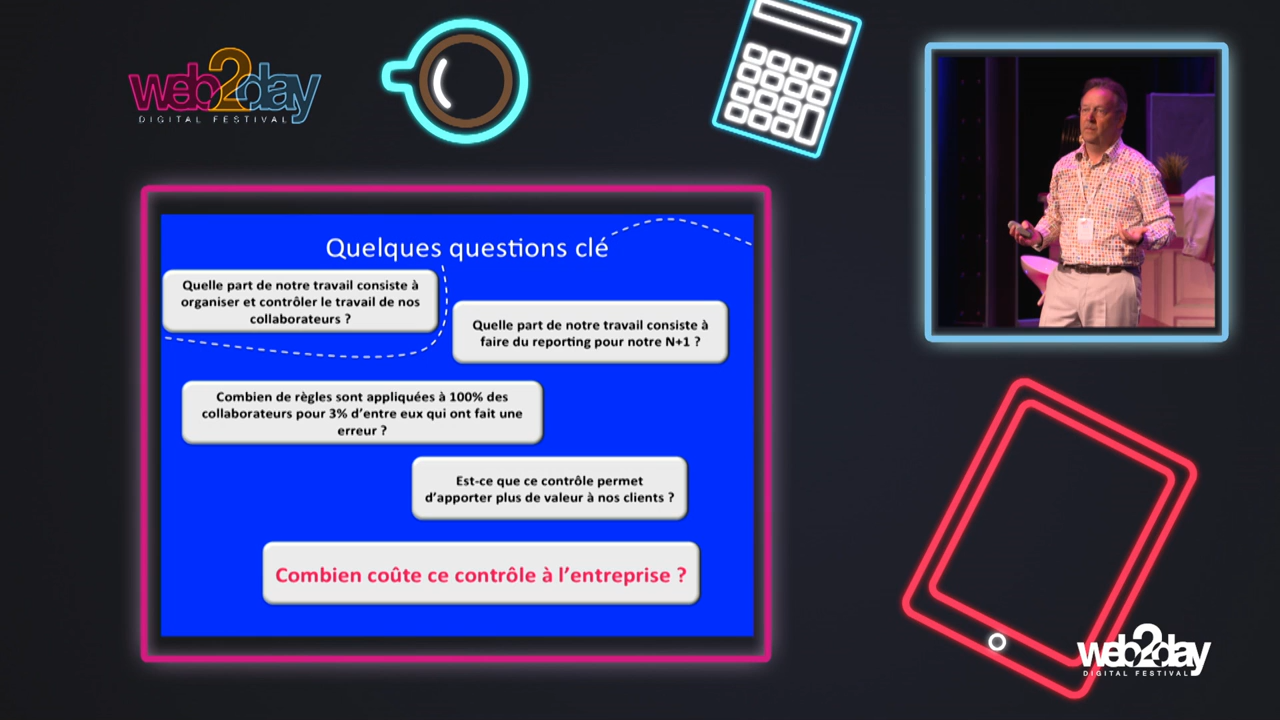 web2day
DIGITAL FESTIVAL
Quelques questions clé
Quelle part de notre travail consiste à
organiser et contrôler le travail de nos
collaborateurs ?
Quelle part de notre travail consiste à
faire du reporting pour notre N+1 ?
Combien de règles sont appliquées à 100% des
collaborateurs pour 3% d’entre eux qui ont fait une
erreur ?
Est-ce que ce contrôle permet
d’apporter plus de valeur à nos clients ?
Combien coûte ce contrôle à l’entreprise ?
web2day
DIGITAL FESTIVAL